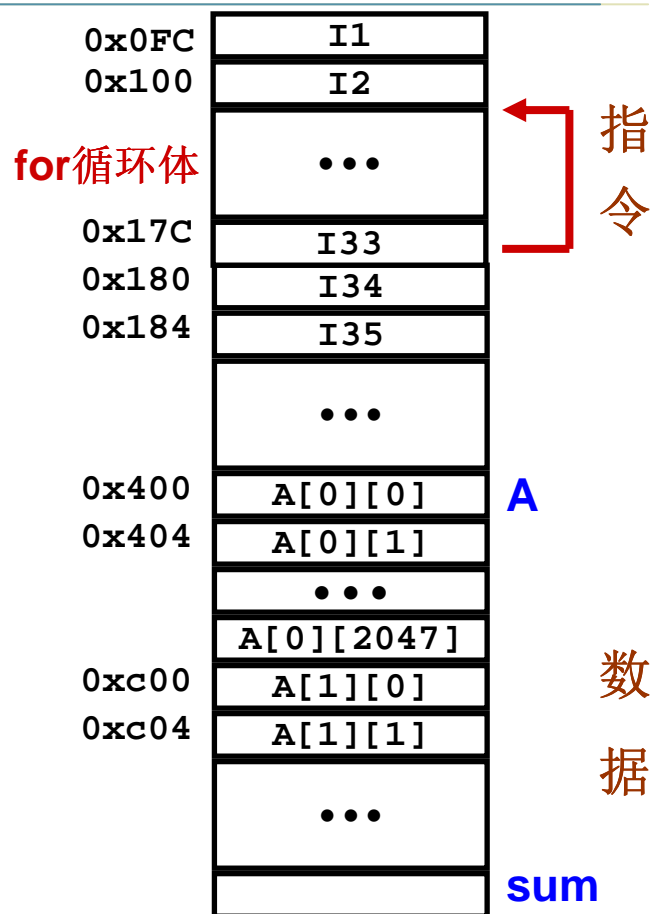 0x0FC I1
0x100 I2
for循环体 •••
0x17C I33
0x180 I34
0x184 I35
•••
指
令
0x400 A[0][0] A
0x404 A[0][1]
•••
A[0][2047]
0xc00 A[1][0]
0xc04 A[1][1]
•••
数
据
sum